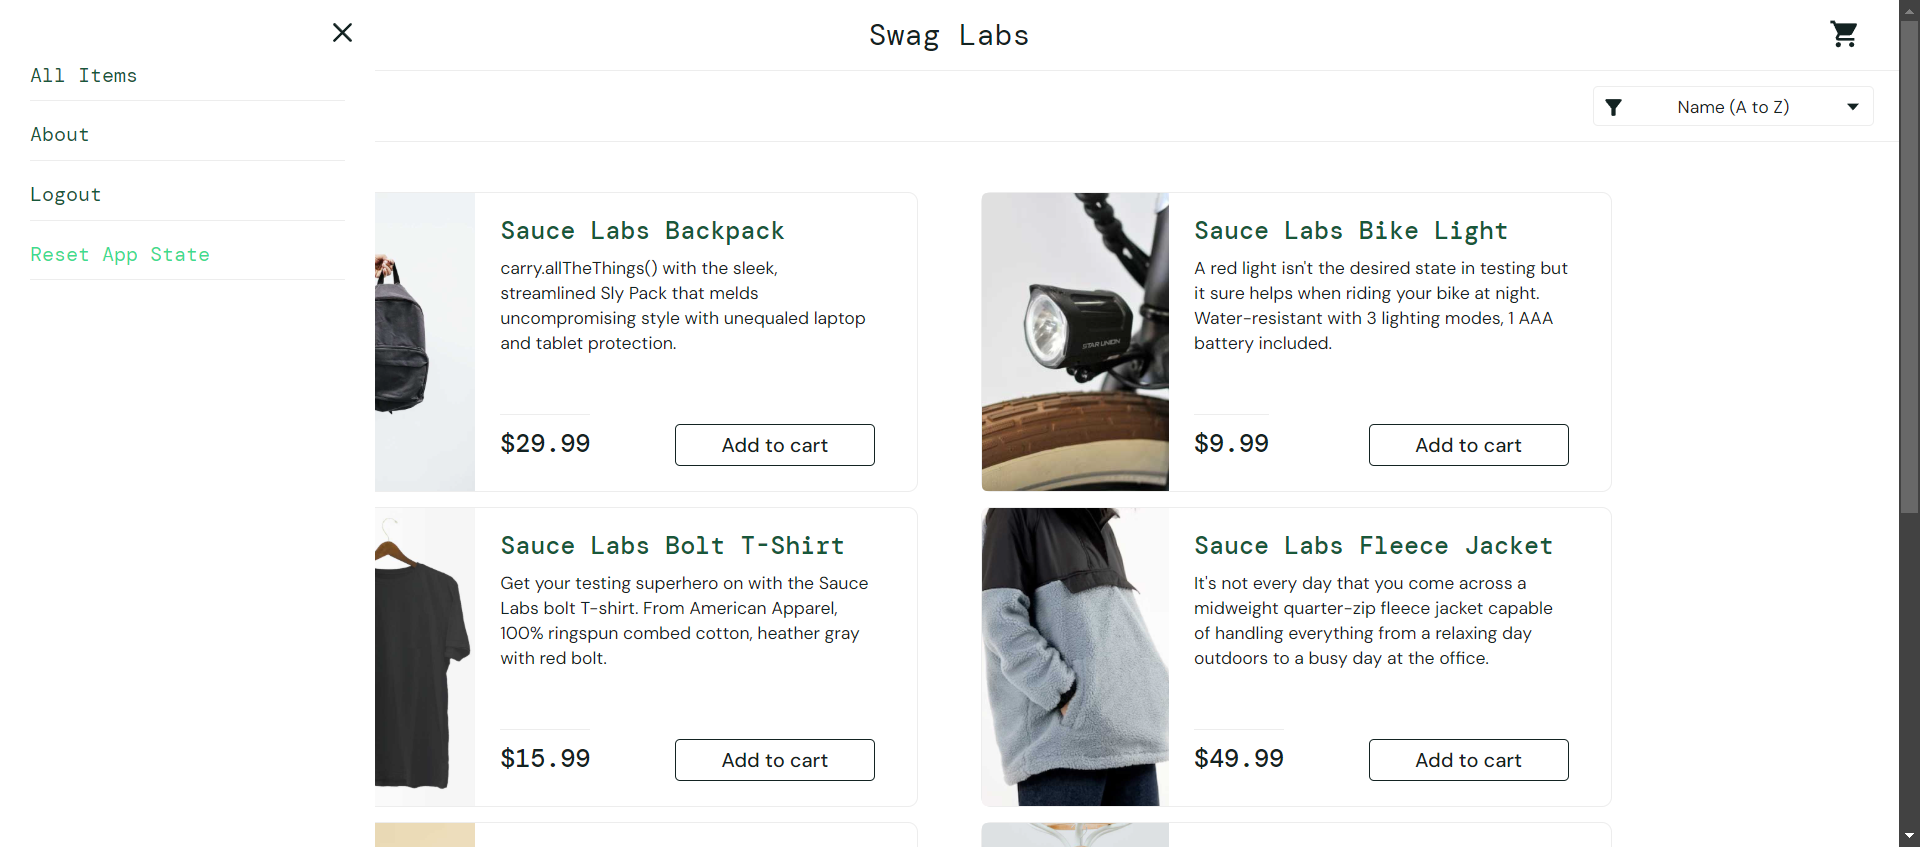 All Items
About
Logout
Reset App State
Swag Labs
Name (A to Z)
Sauce Labs Backpack
carry.allTheThings() with the sleek,
streamlined Sly Pack that melds
uncompromising style with unequaled laptop
and tablet protection.
$29.99
Add to cart
Sauce Labs Bike Light
A red light isn't the desired state in testing but
it sure helps when riding your bike at night.
Water-resistant with 3 lighting modes, 1 AAA
battery included.
STAR UNION
$9.99
Add to cart
Sauce Labs Bolt T-Shirt
Get your testing superhero on with the Sauce
Labs bolt T-shirt. From American Apparel,
100% ringspun combed cotton, heather gray
with red bolt.
$15.99
Add to cart
Sauce Labs Fleece Jacket
It's not every day that you come across a
midweight quarter-zip fleece jacket capable
of handling everything from a relaxing day
outdoors to a busy day at the office.
$49.99
Add to cart